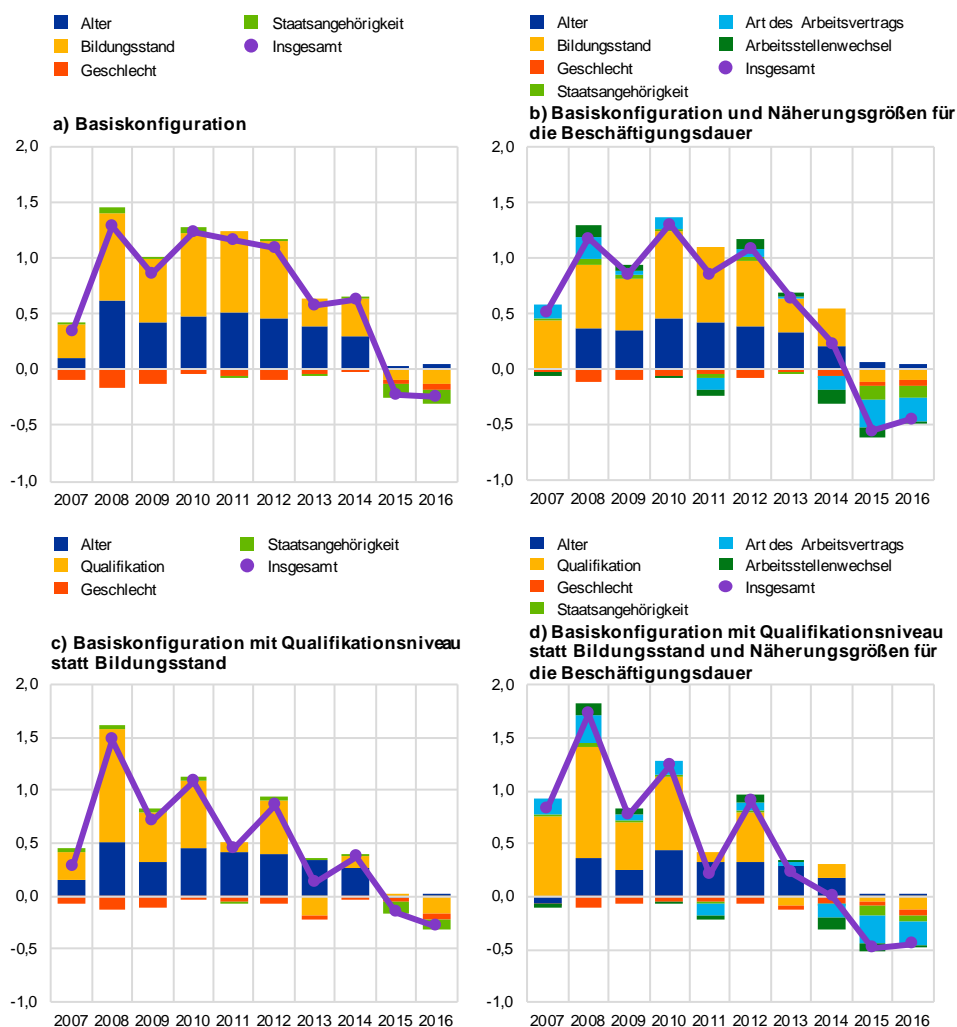 Alter
Bildungsstand
Geschlecht
Staatsangehörigkeit
Insgesamt
a) Basiskonfiguration
2,0
1,5
1,0
0,5
0,0
-0,5
-1,0
2007 2008 2009 2010 2011 2012 2013 2014 2015 2016
Alter
Bildungsstand
Geschlecht
Staatsangehörigkeit
Art des Arbeitsvertrags
Arbeitsstellenwechsel
Insgesamt
b) Basiskonfiguration und Näherungsgrößen für
die Beschäftigungsdauer
2,0
1,5
1,0
0,5
0,0
-0,5
-1,0
2007 2008 2009 2010 2011 2012 2013 2014 2015 2016
Alter
Qualifikation
Geschlecht
Staatsangehörigkeit
Insgesamt
c) Basiskonfiguration mit Qualifikationsniveau
statt Bildungsstand
2,0
1,5
1,0
0,5
0,0
-0,5
-1,0
2007 2008 2009 2010 2011 2012 2013 2014 2015 2016
Alter
Qualifikation
Geschlecht
Staatsangehörigkeit
Art des Arbeitsvertrags
Arbeitsstellenwechsel
Insgesamt
d) Basiskonfiguration mit Qualifikationsniveau
statt Bildungsstand und Näherungsgrößen für
die Beschäftigungsdauer
2,0
1,5
1,0
0,5
0,0
-0,5
-1,0
2007 2008 2009 2010 2011 2012 2013 2014 2015 2016